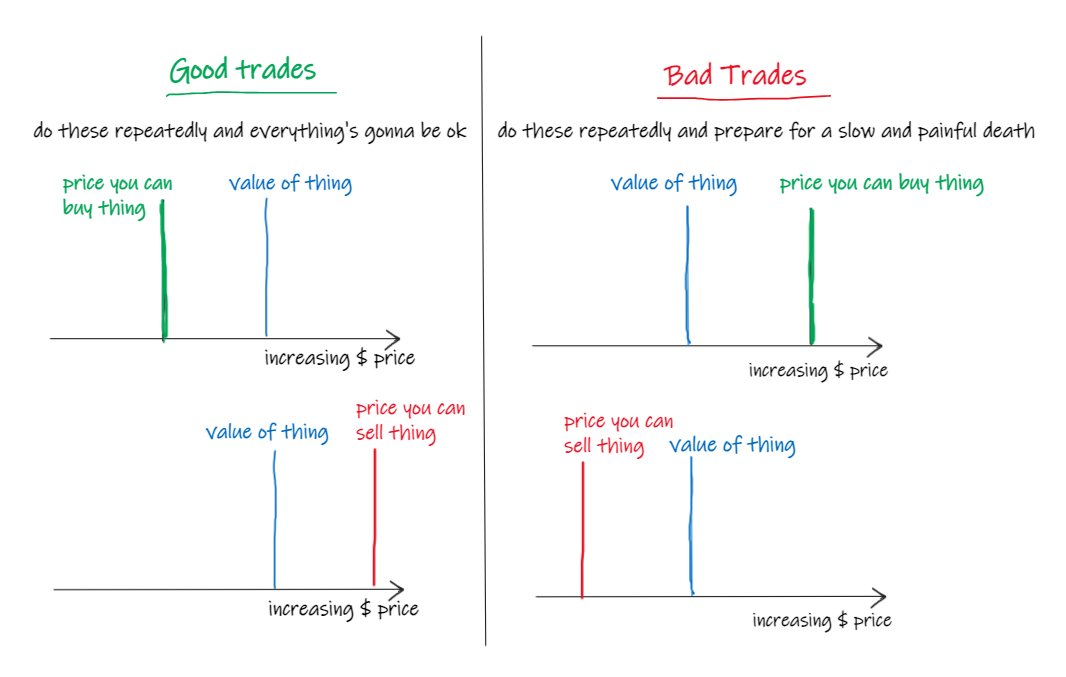 Good trades
do these repeatedly and everything's gonna be ok
price you can
buy thing
value of thing
increasing $ price
value of thing
price you can
sell thing
increasing $ price
Bad Trades
do these repeatedly and prepare for a slow and painful death
value of thing
price you can buy thing
increasing $ price
price you can
sell thing
value of thing
increasing $ price